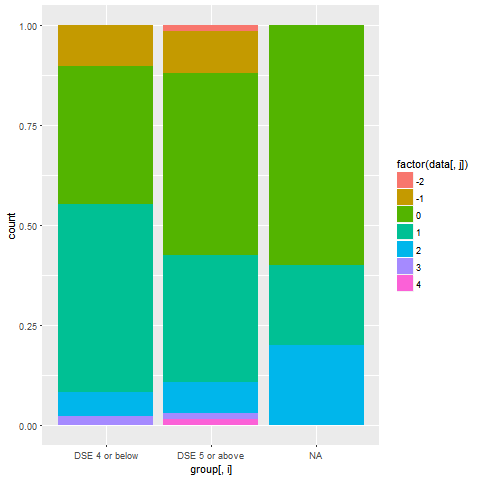 1.00
0.75
0.50
0.25
0.00
count
DSE 4 or below
DSE 5 or above
NA
group[, i]
factor(data[, j])
-2
-1
0
1
2
3
4